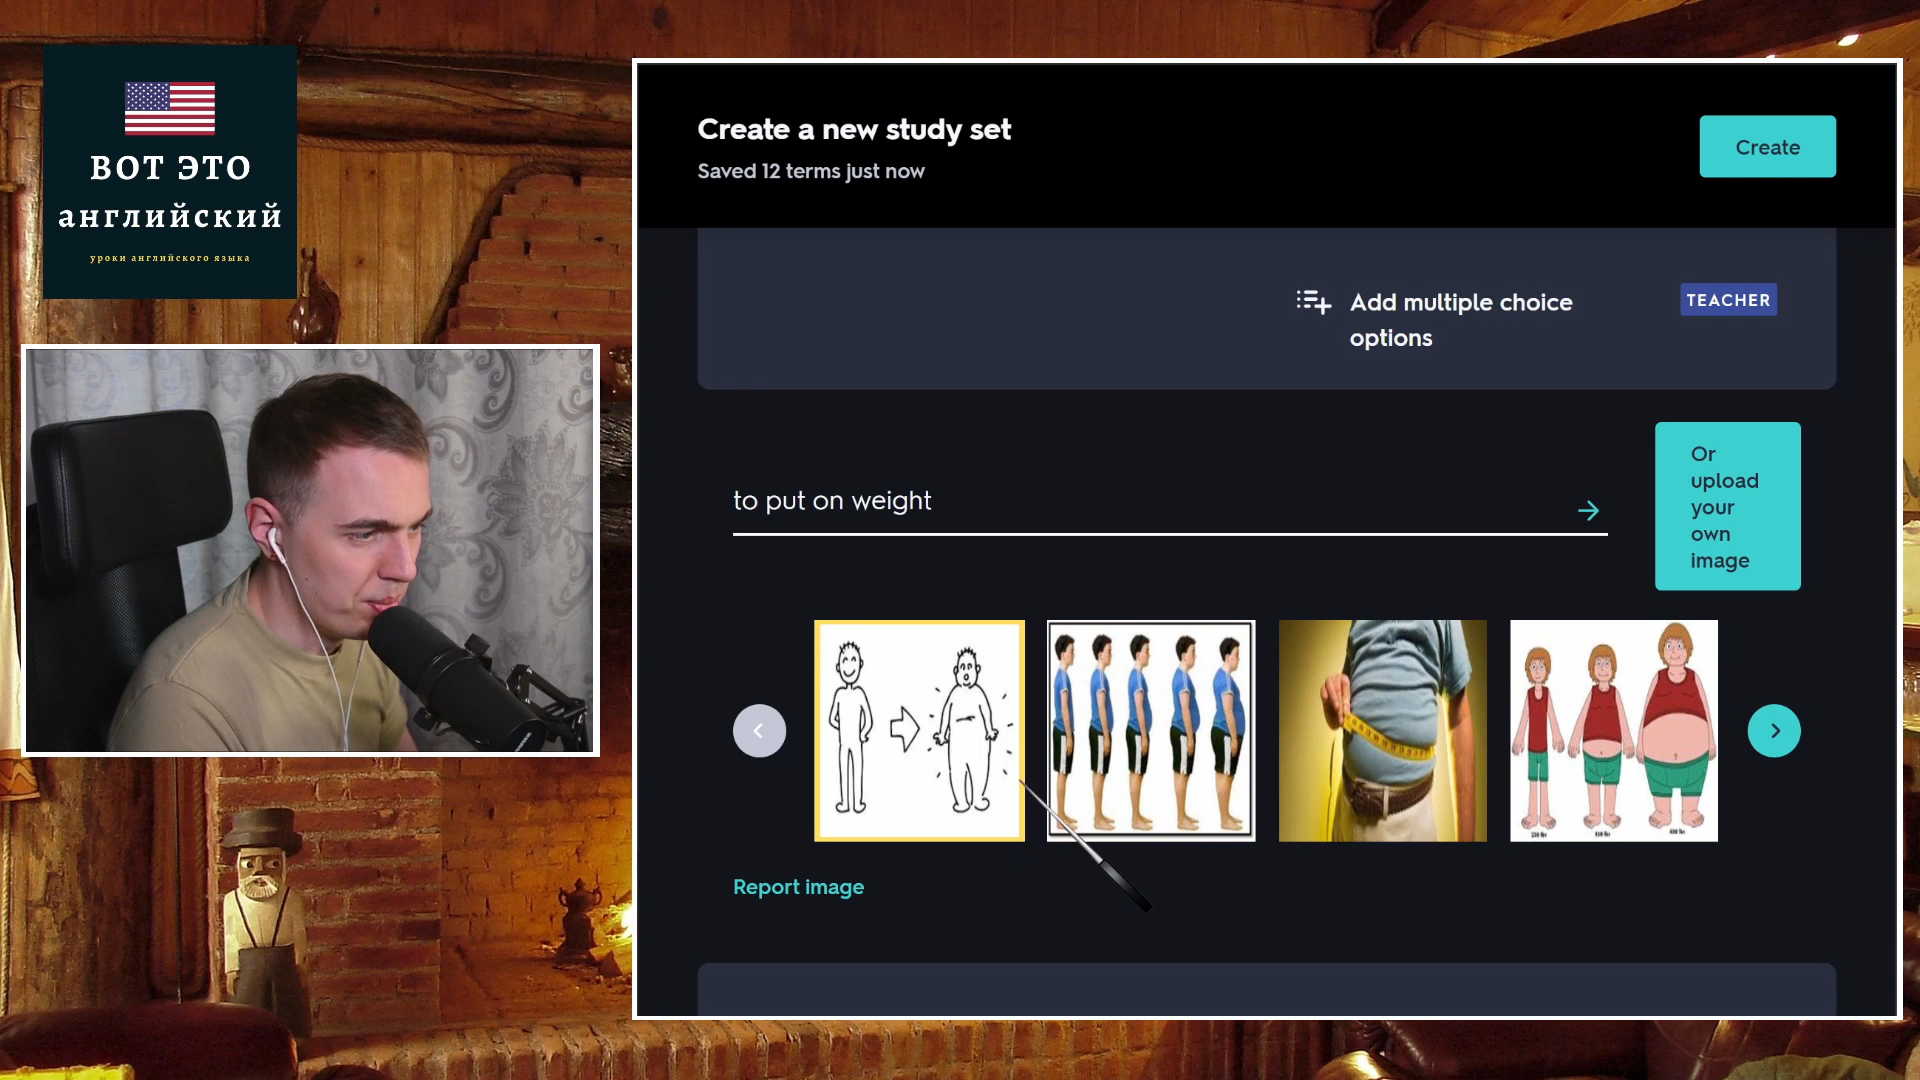 ВОТ ЭТО
английский
уроки английского языка
Create a new study set
Saved 12 terms just now
Create
Add multiple choice
options
TEACHER
to put on weight
Or
upload
your
own
image
Report image